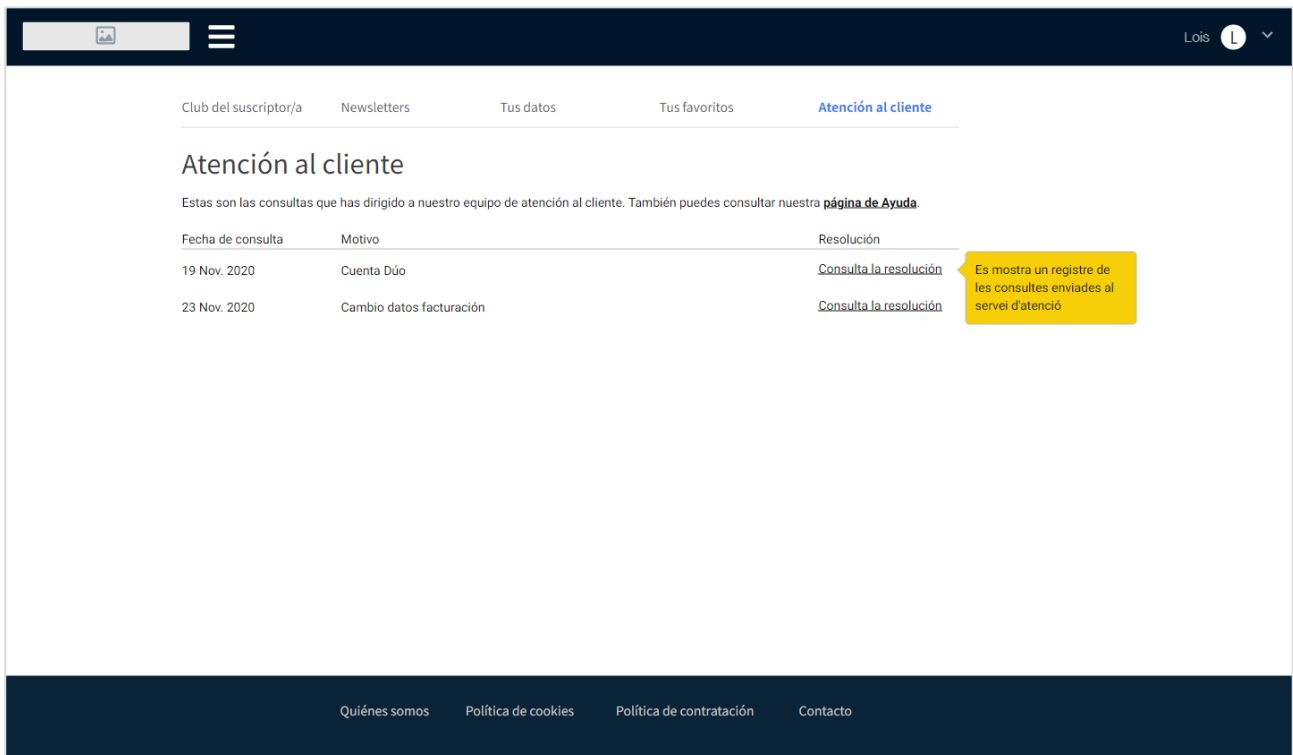 Lois L
Club del suscriptor/a Newsletters Tus datos Tus favoritos Atención al cliente
Atención al cliente
Estas son las consultas que has dirigido a nuestro equipo de atención al cliente. También puedes consultar nuestra página de Ayuda.
Fecha de consulta Motivo Resolución
19 Nov. 2020 Cuenta Dúo Consulta la resolución
23 Nov. 2020 Cambio datos facturación Consulta la resolución
Es mostra un registre de
les consultes enviades al
servei d'atenció
Quiénes somos Política de cookies Política de contratación Contacto